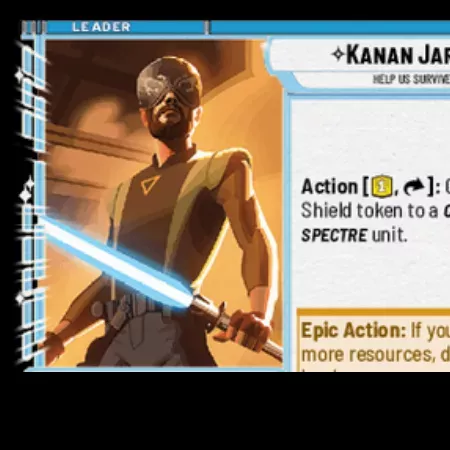 LEADER
KANAN JAR
HELP US SURVIVE
Action [1, ]:
Shield token to a
SPECTRE unit.
Epic Action: If you
more resources, d